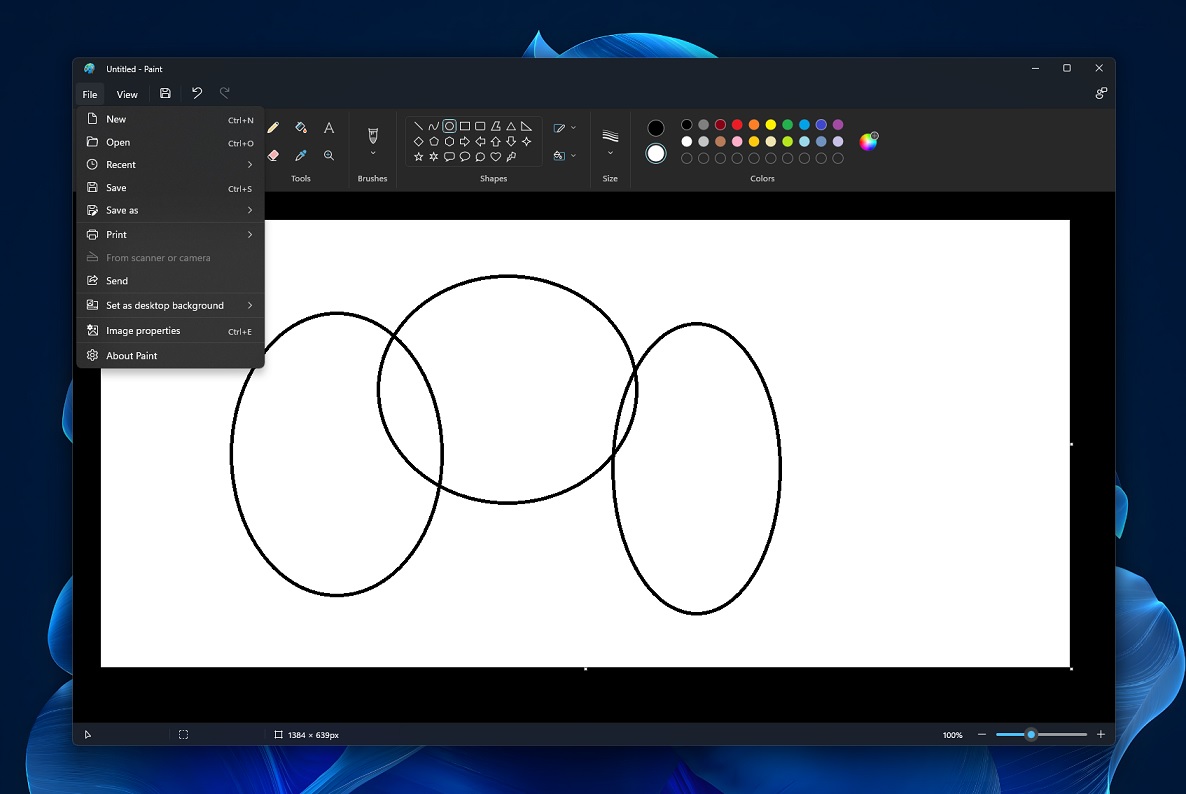 Untitled - Paint
File View
New Ctrl+N
Open Ctrl+O
Recent
Save Ctrl+S
Save as
Print
From scanner or camera
Send
Set as desktop background
Image properties Ctrl+E
About Paint
A
Tools
Brushes
Shapes
Size
Colors
1384 × 639px
100%